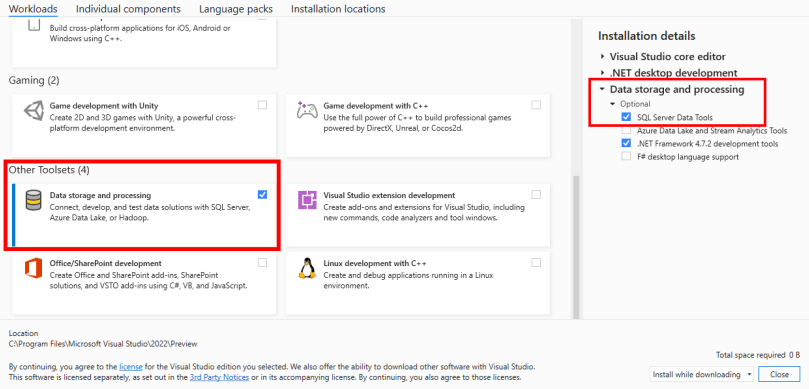 Workloads Individual components Language packs Installation locations
Build cross-platform applications for iOS, Android or
Windows using C++.
Gaming (2)
Game development with Unity
Create 2D and 3D games with Unity, a powerful cross-
platform development environment.
Game development with C++
Use the full power of C++ to build professional games
powered by DirectX, Unreal, or Cocos2d.
Other Toolsets (4)
Data storage and processing
Connect, develop, and test data solutions with SQL Server,
Azure Data Lake, or Hadoop.
Visual Studio extension development
Create add-ons and extensions for Visual Studio, including
new commands, code analyzers and tool windows.
Office/SharePoint development
Create Office and SharePoint add-ins, SharePoint
solutions, and VSTO add-ins using C#, VB, and JavaScript.
Linux development with C++
Create and debug applications running in a Linux
environment.
Installation details
Visual Studio core editor
.NET desktop development
Data storage and processing
Optional
SQL Server Data Tools
Azure Data Lake and Stream Analytics Tools
.NET Framework 4.7.2 development tools
F# desktop language support
Location
C:\Program Files\Microsoft Visual Studio\2022\Preview
By continuing, you agree to the license for the Visual Studio edition you selected. We also offer the ability to download other software with Visual Studio.
This software is licensed separately, as set out in the 3rd Party Notices or in its accompanying license. By continuing, you also agree to those licenses.
Total space required 0 B
Install while downloading
Close